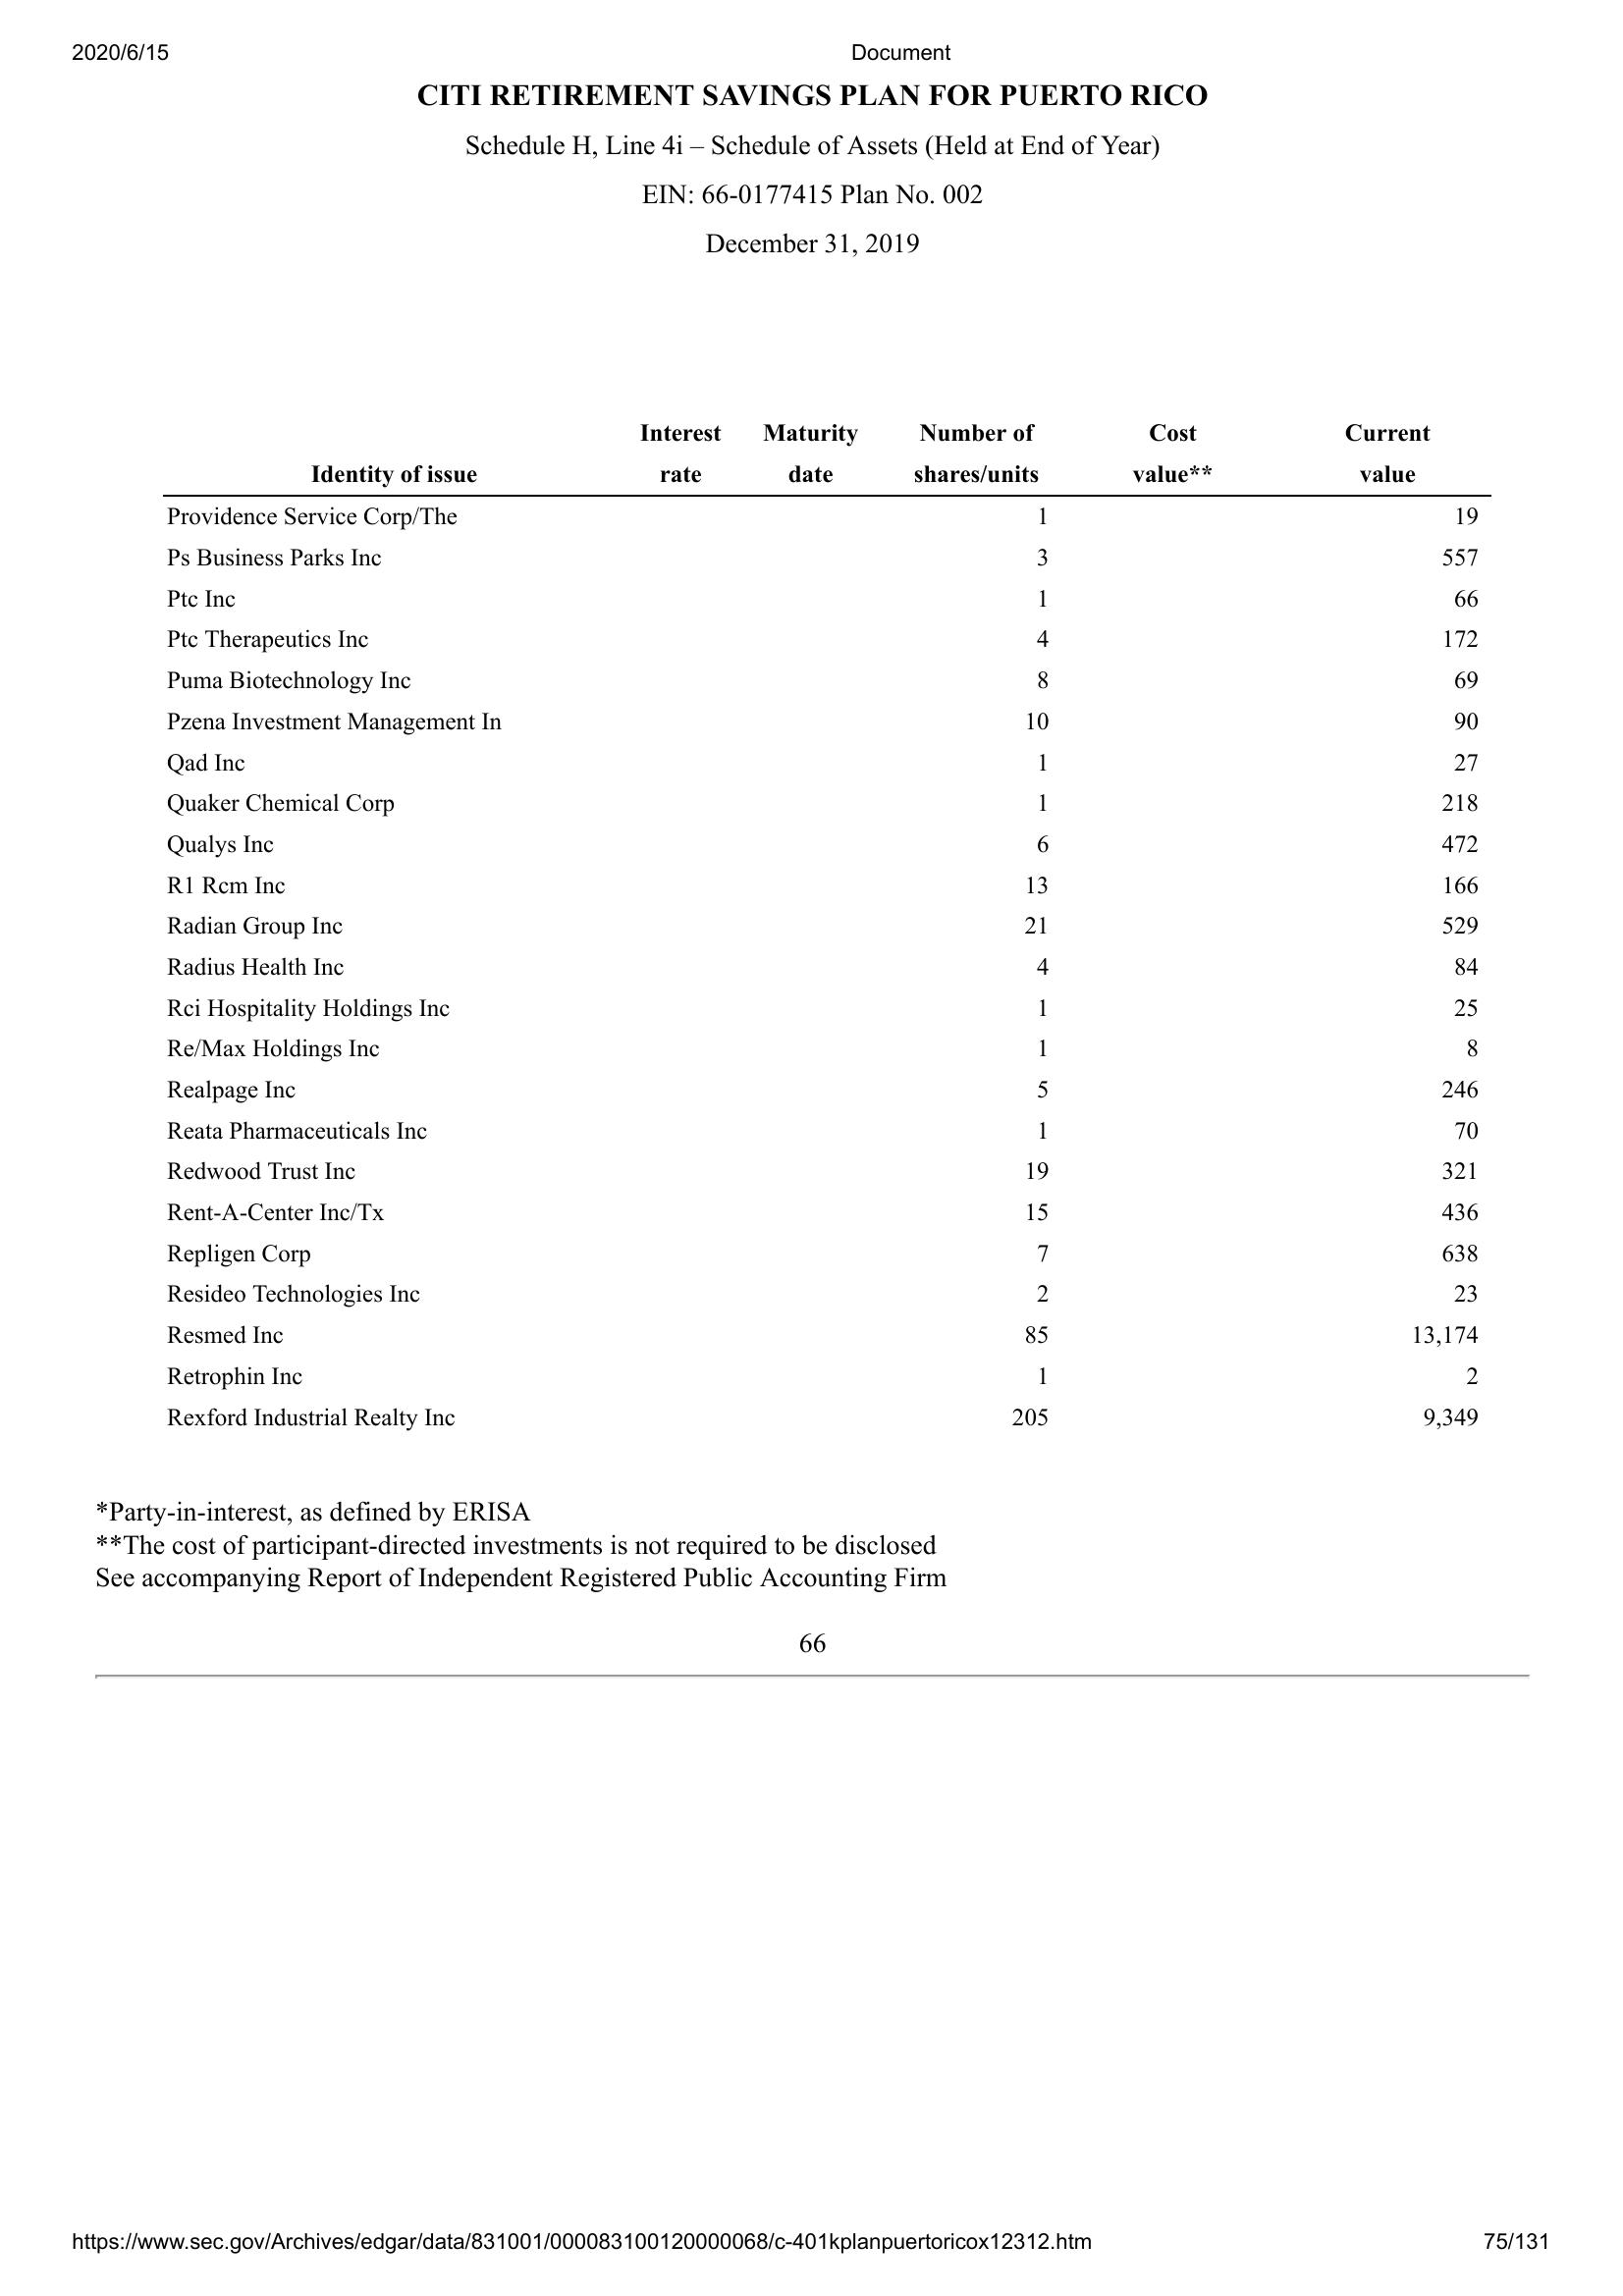 2020/6/15 Document
CITI RETIREMENT SAVINGS PLAN FOR PUERTO RICO
Schedule H, Line 4i – Schedule of Assets (Held at End of Year)
EIN: 66-0177415 Plan No. 002
December 31, 2019
Interest Maturity Number of Cost Current
Identity of issue rate date shares/units value** value
Providence Service Corp/The 1 19
Ps Business Parks Inc 3 557
Ptc Inc 1 66
Ptc Therapeutics Inc 4 172
Puma Biotechnology Inc 8 69
Pzena Investment Management In 10 90
Qad Inc 1 27
Quaker Chemical Corp 1 218
Qualys Inc 6 472
R1 Rcm Inc 13 166
Radian Group Inc 21 529
Radius Health Inc 4 84
Rci Hospitality Holdings Inc 1 25
Re/Max Holdings Inc 1 8
Realpage Inc 5 246
Reata Pharmaceuticals Inc 1 70
Redwood Trust Inc 19 321
Rent-A-Center Inc/Tx 15 436
Repligen Corp 7 638
Resideo Technologies Inc 2 23
Resmed Inc 85 13,174
Retrophin Inc 1 2
Rexford Industrial Realty Inc 205 9,349
*Party-in-interest, as defined by ERISA
**The cost of participant-directed investments is not required to be disclosed
See accompanying Report of Independent Registered Public Accounting Firm
66
https://www.sec.gov/Archives/edgar/data/831001/000083100120000068/c-401kplanpuertoricox12312.htm 75/131